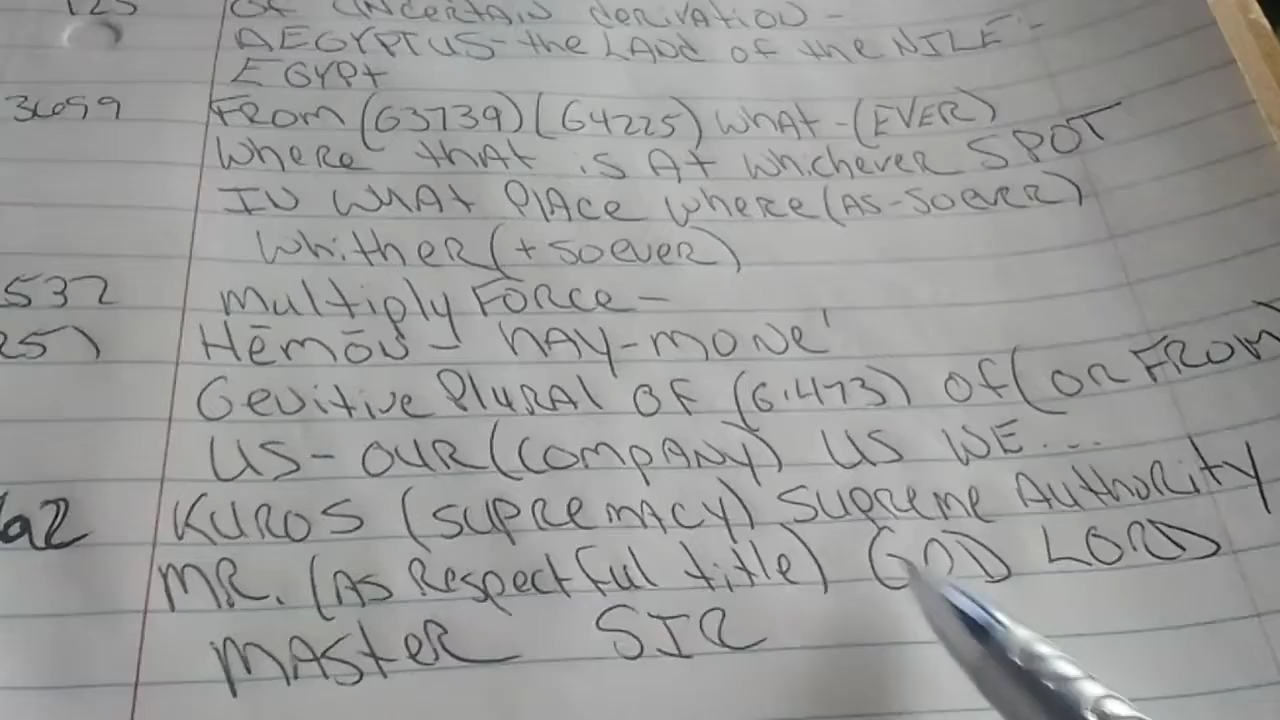 125 OF UNCERTAIN DERIVATION -
AEGYPTUS - the LAND of the NILE -
EGYPt
3699 FROM (G3739) (G4225) WHAt - (EVER)
Where that is At whichever SPOT
IN WHAt PLACE where (AS-SOEVER)
Whither (+ SOEVER)
532 Multiply FORCE -
251 Hēmōn - hAY-mone'
Genitive Plural OF (G1473) Of (or FROM)
US - OUR (COMPANY) US WE...
KUROS (SUPREMACY) Supreme Authority
MR. (AS Respectful title) GOD LORD
MASTER SIR